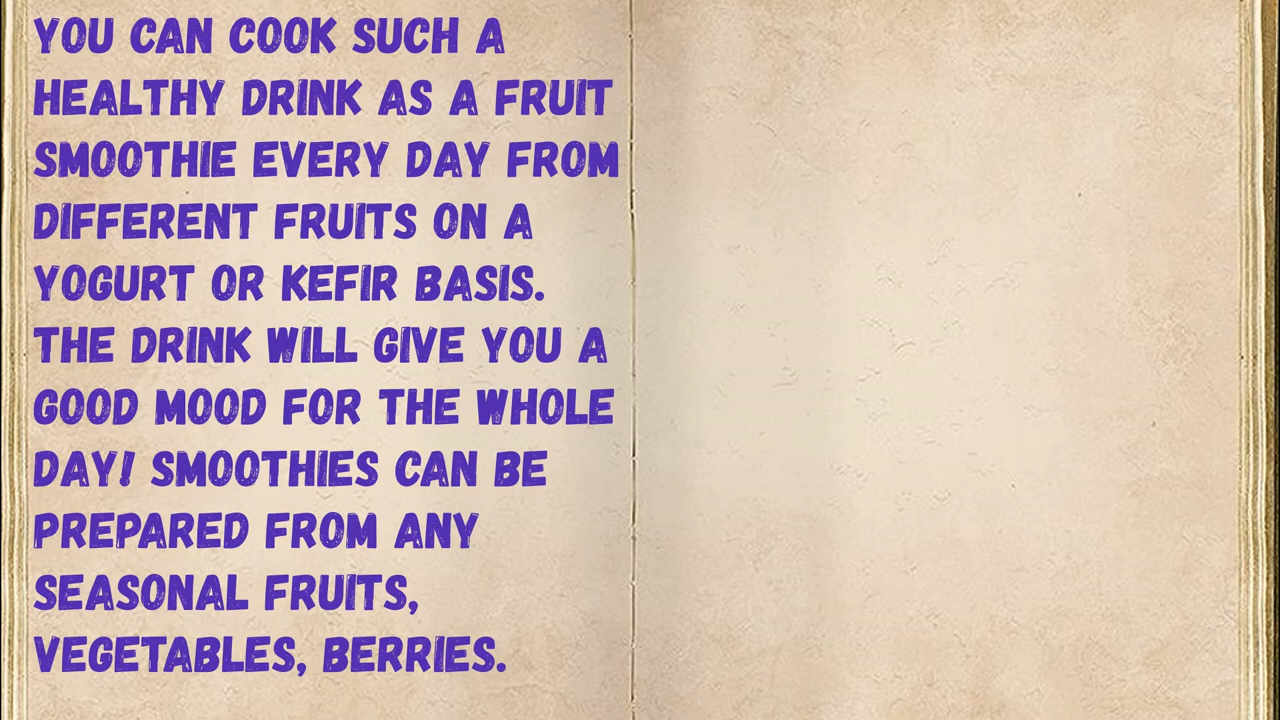 YOU CAN COOK SUCH A
HEALTHY DRINK AS A FRUIT
SMOOTHIE EVERY DAY FROM
DIFFERENT FRUITS ON A
YOGURT OR KEFIR BASIS.
THE DRINK WILL GIVE YOU A
GOOD MOOD FOR THE WHOLE
DAY! SMOOTHIES CAN BE
PREPARED FROM ANY
SEASONAL FRUITS,
VEGETABLES, BERRIES.